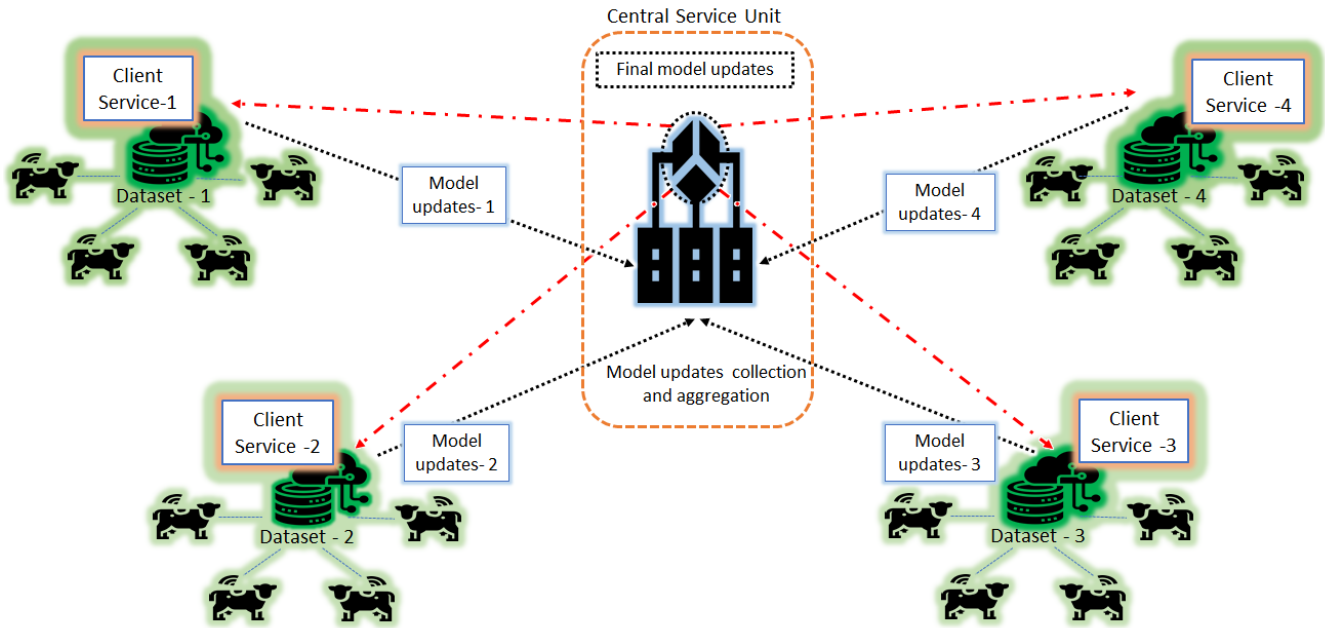 Central Service Unit
Final model updates
Client
Service-1
Dataset - 1
Model
updates- 1
Client
Service -4
Dataset - 4
Model
updates- 4
Model updates collection
and aggregation
Client
Service -2
Dataset - 2
Model
updates- 2
Model
updates- 3
Client
Service -3
Dataset - 3